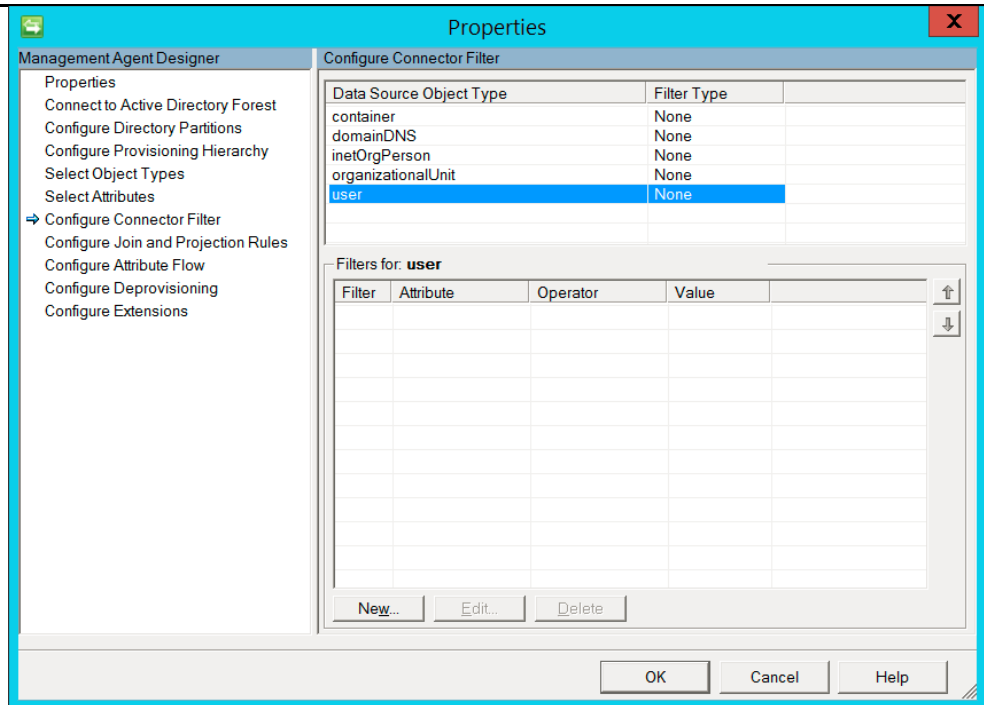 Properties
X
Management Agent Designer
Properties
Connect to Active Directory Forest
Configure Directory Partitions
Configure Provisioning Hierarchy
Select Object Types
Select Attributes
Configure Connector Filter
Configure Join and Projection Rules
Configure Attribute Flow
Configure Deprovisioning
Configure Extensions
Configure Connector Filter
Data Source Object Type Filter Type
container None
domainDNS None
inetOrgPerson None
organizationalUnit None
user None
Filters for: user
Filter Attribute Operator Value
New... Edit... Delete
OK Cancel Help